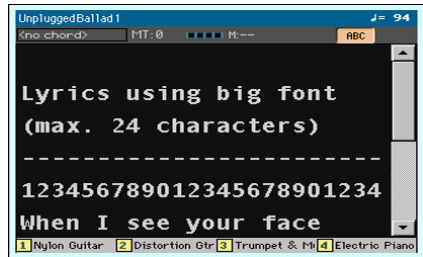 UnpluggedBallad1 ♩= 94
<no chord> MT:0 M:-- ABC
Lyrics using big font
(max. 24 characters)
------------------------
123456789012345678901234
When I see your face
1 Nylon Guitar 2 Distortion Gtr 3 Trumpet & M 4 Electric Piano